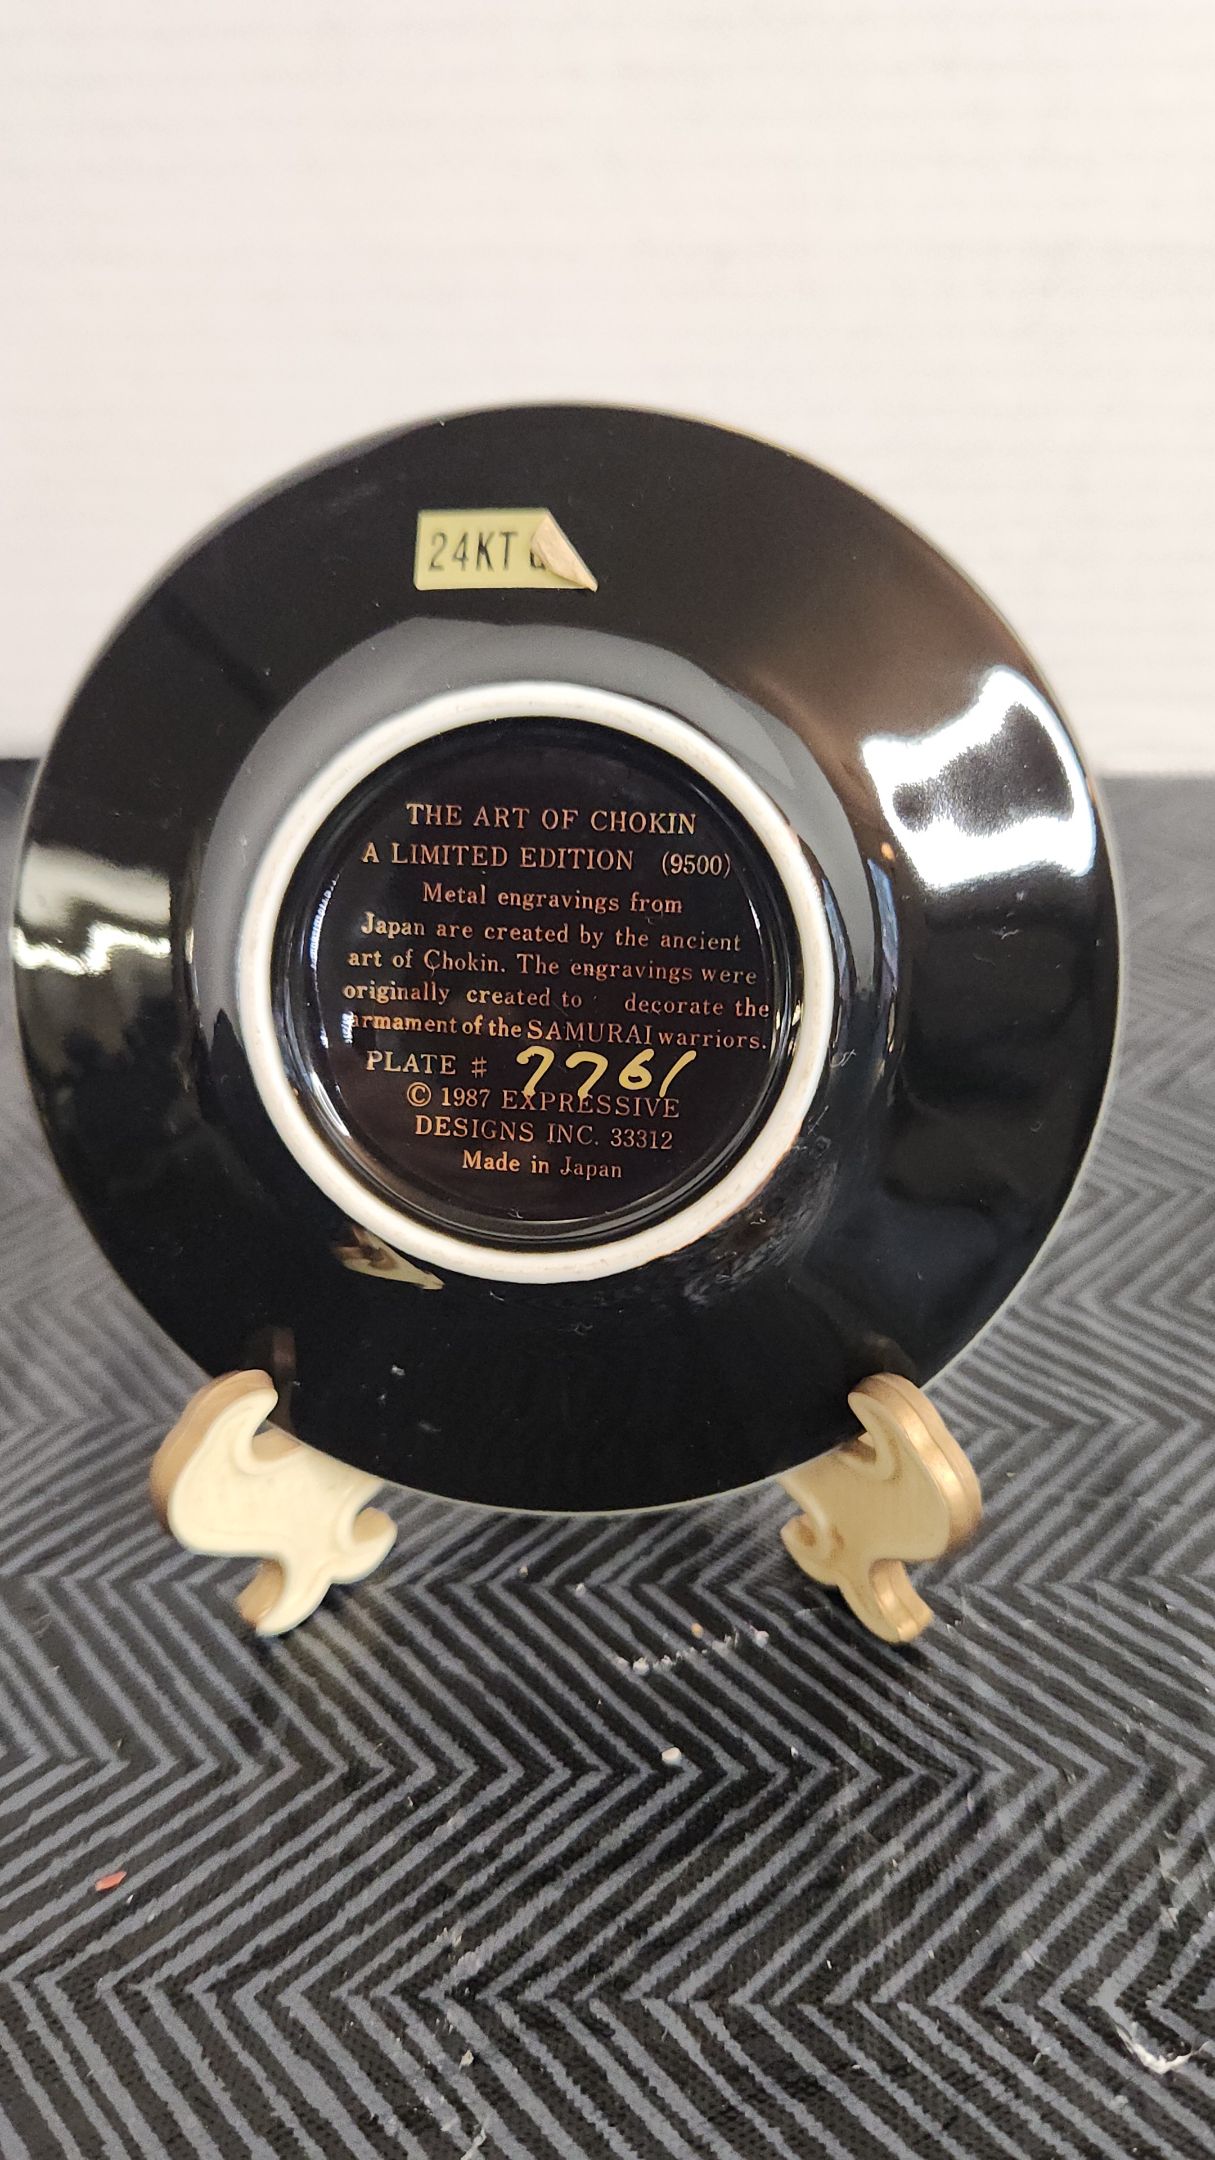 24KT
THE ART OF CHOKIN
A LIMITED EDITION (9500)
Metal engravings from
Japan are created by the ancient
art of Chokin. The engravings were
originally created to decorate the
armament of the SAMURAI warriors.
PLATE # 7761
© 1987 EXPRESSIVE
DESIGNS INC. 33312
Made in Japan